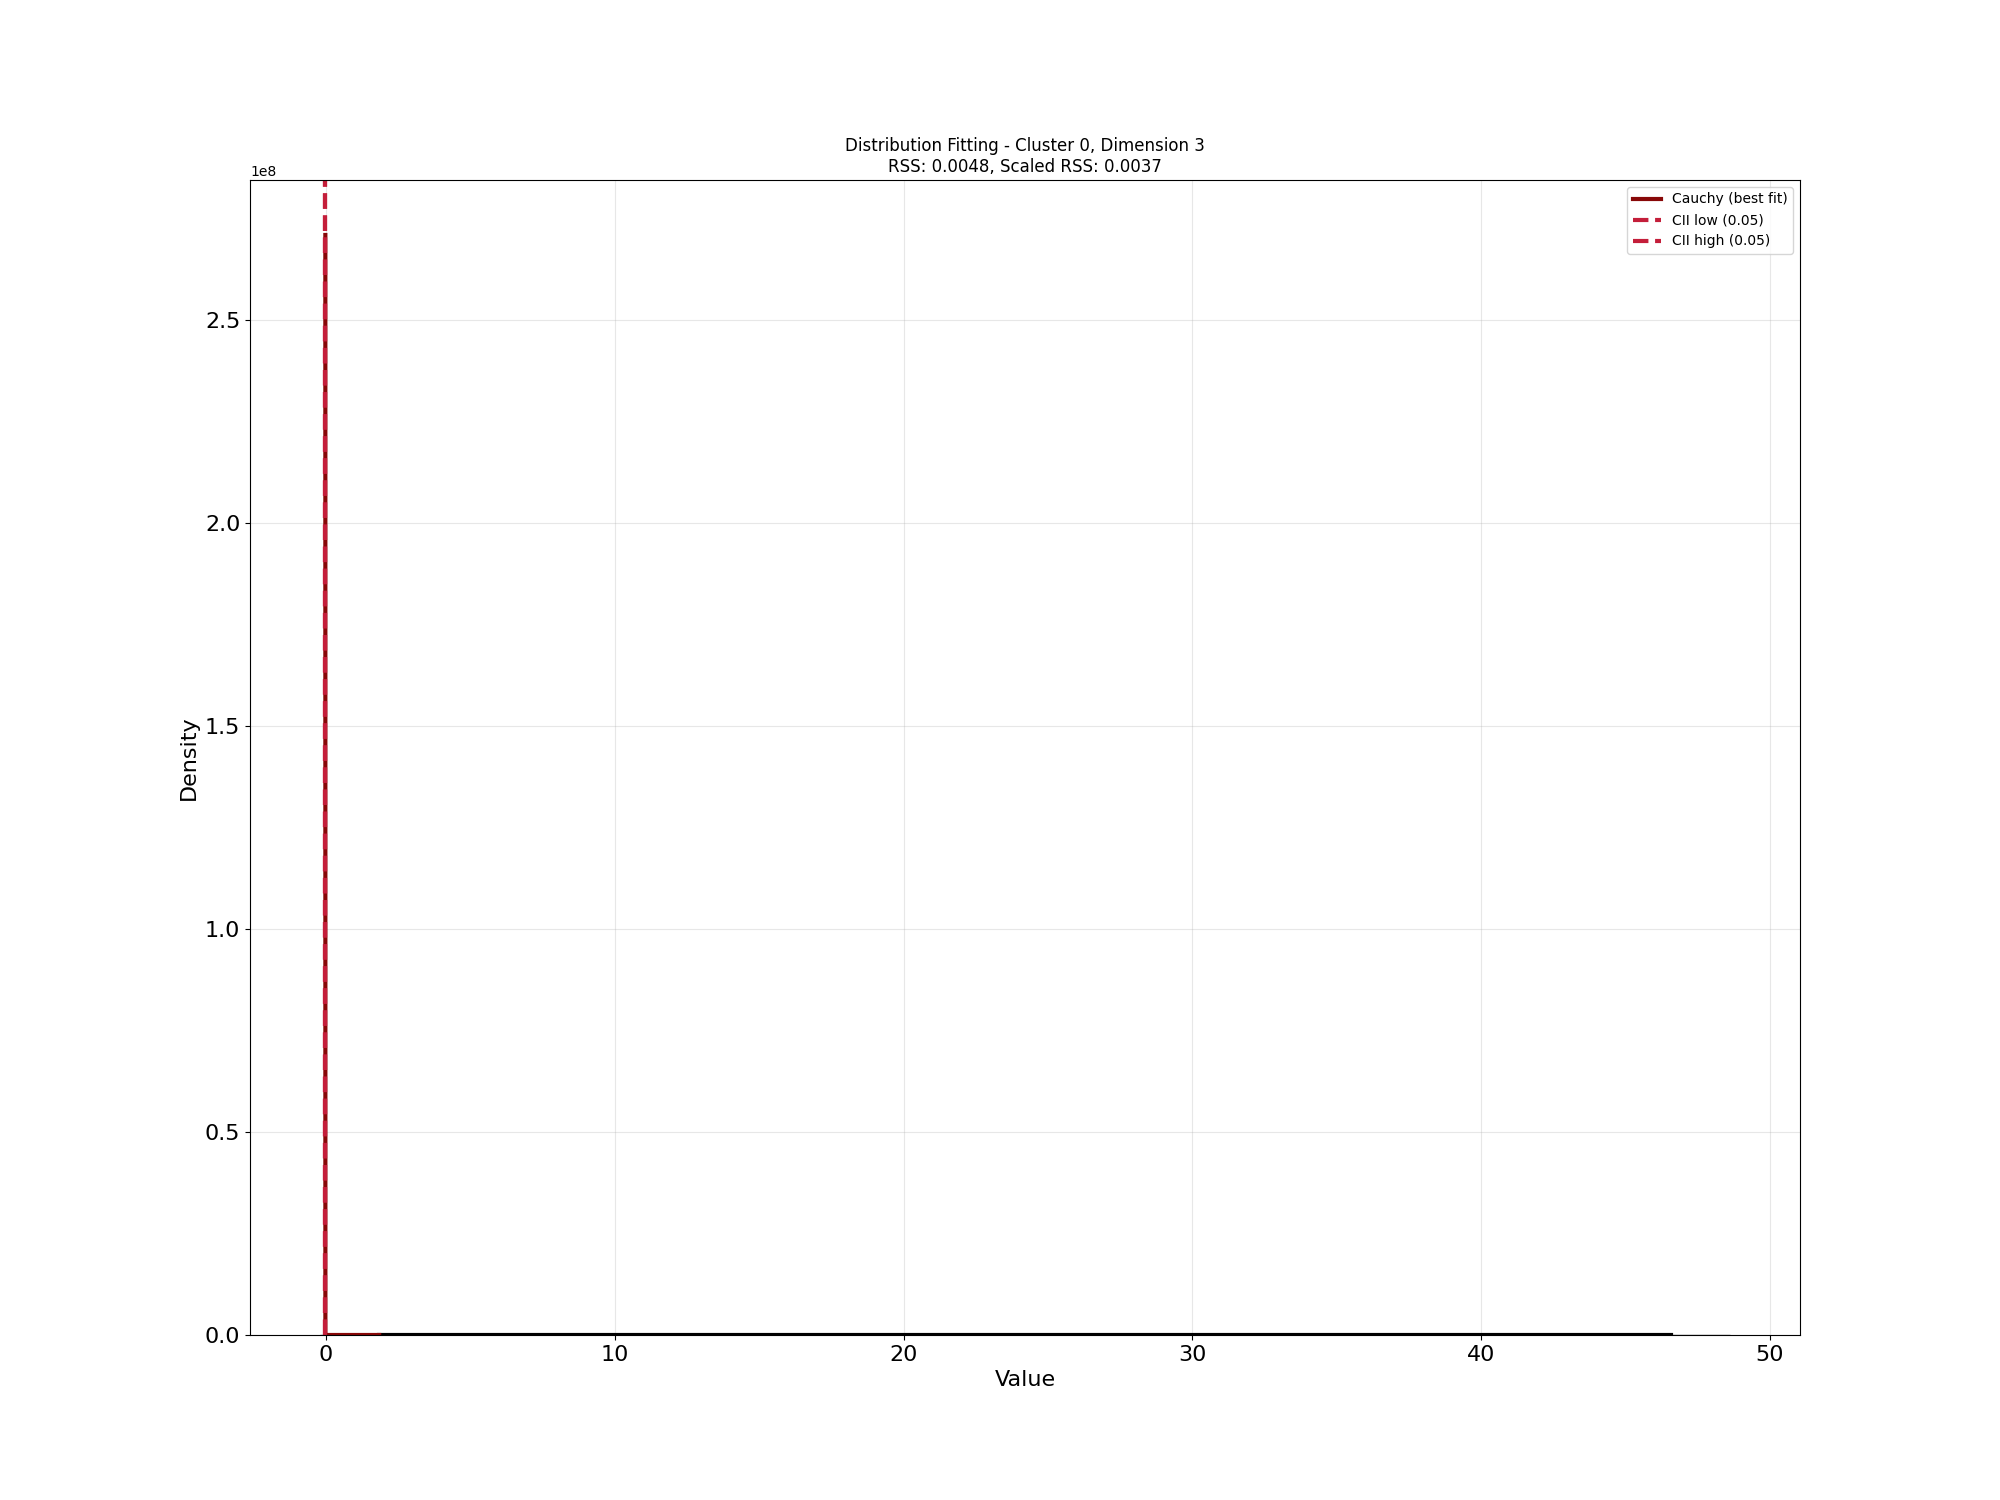 Distribution Fitting - Cluster 0, Dimension 3
RSS: 0.0048, Scaled RSS: 0.0037
1e8
Cauchy (best fit)
CII low (0.05)
CII high (0.05)
2.5
2.0
1.5
1.0
0.5
0.0
Density
0 10 20 30 40 50
Value